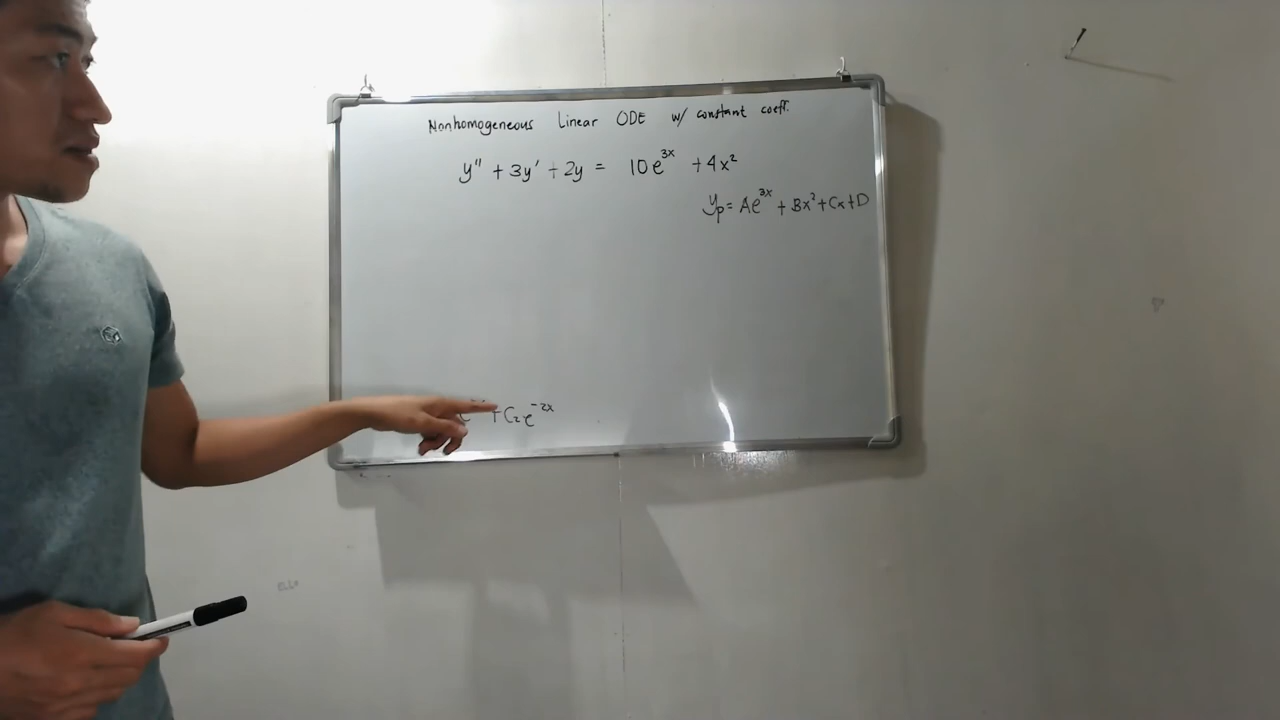 Nonhomogeneous Linear ODE w/ constant coeff.
y" + 3y' + 2y = 10e^3x + 4x²
yp = Ae^3x + Bx² + Cx + D
+ C₂e^-2x